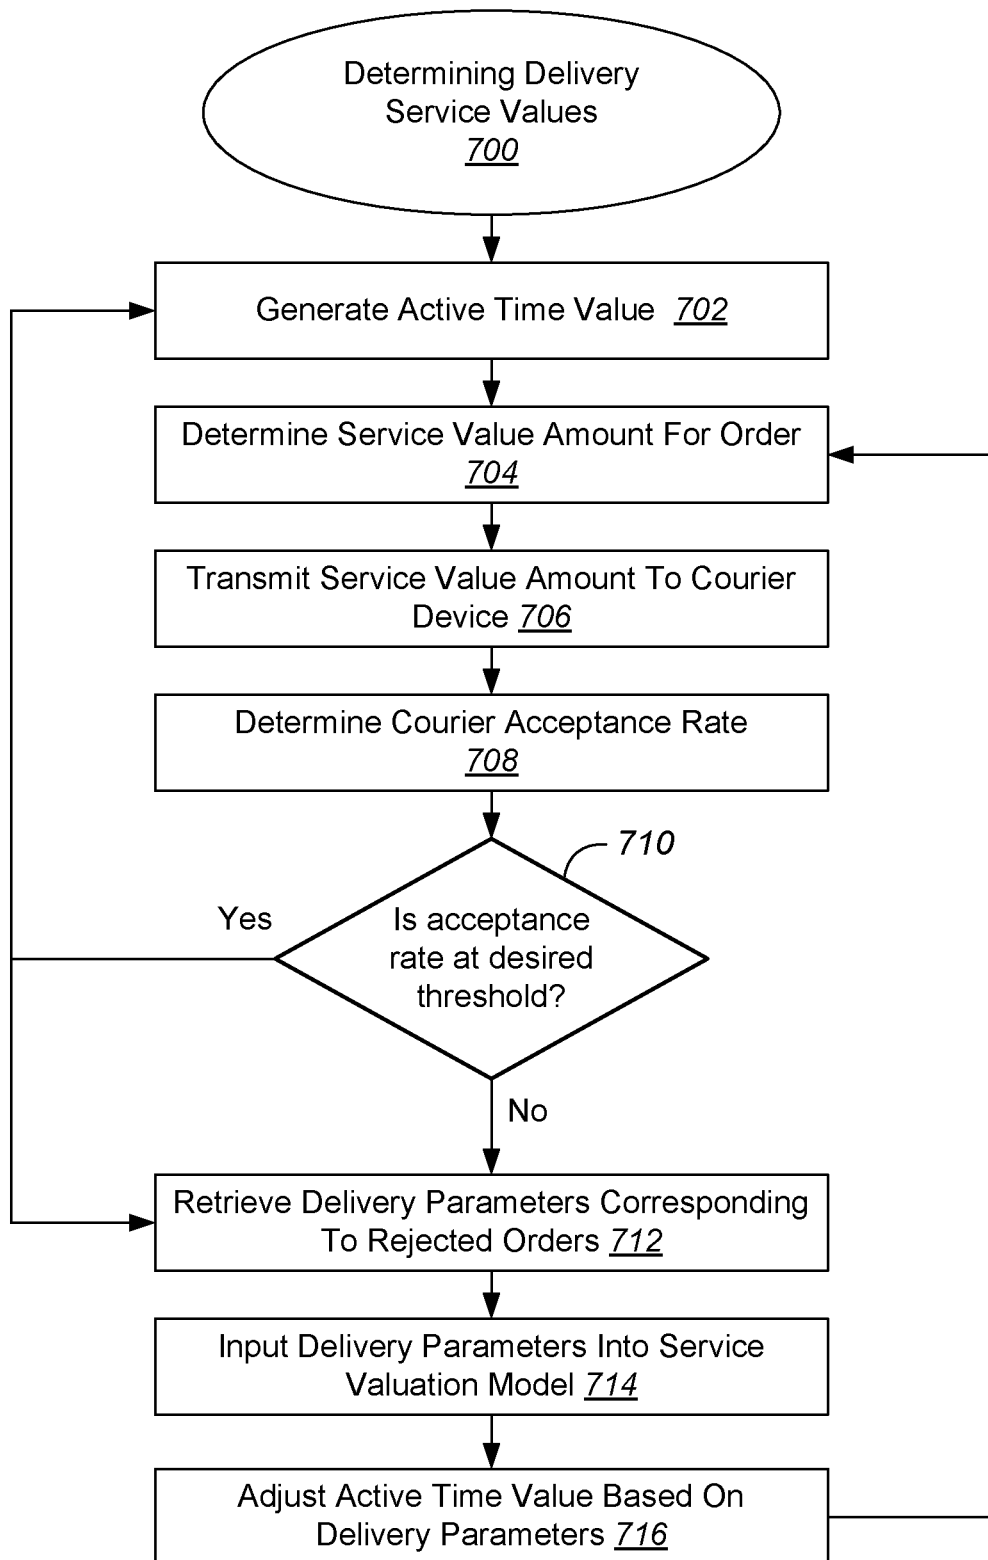 Determining Delivery
Service Values
700
Generate Active Time Value 702
Determine Service Value Amount For Order
704
Transmit Service Value Amount To Courier
Device 706
Determine Courier Acceptance Rate
708
710
Is acceptance
rate at desired
threshold?
Yes
No
Retrieve Delivery Parameters Corresponding
To Rejected Orders 712
Input Delivery Parameters Into Service
Valuation Model 714
Adjust Active Time Value Based On
Delivery Parameters 716